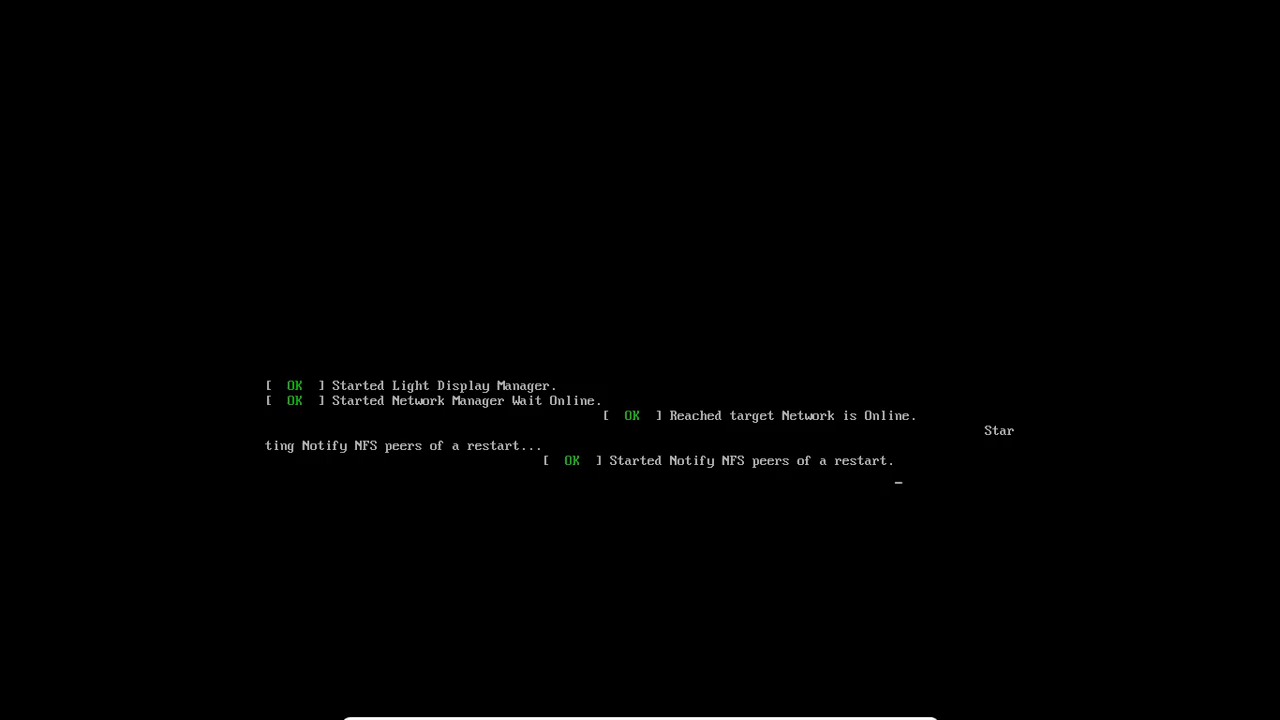 [  OK  ] Started Light Display Manager.
[  OK  ] Started Network Manager Wait Online.
[  OK  ] Reached target Network is Online.
Star
ting Notify NFS peers of a restart...
[  OK  ] Started Notify NFS peers of a restart.